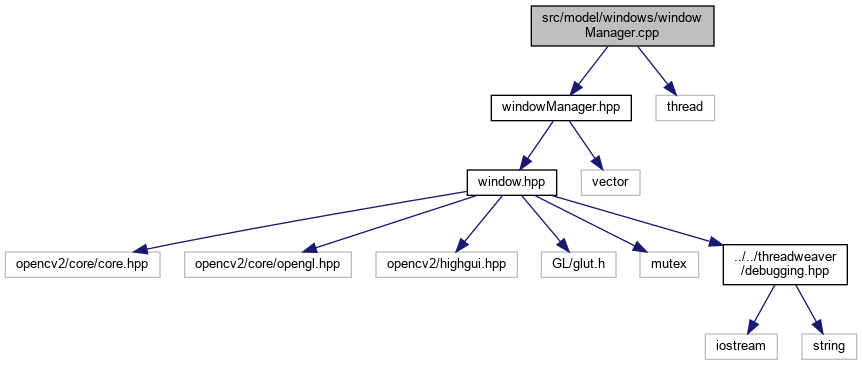 src/model/windows/window
Manager.cpp
windowManager.hpp
thread
window.hpp
vector
opencv2/core/core.hpp
opencv2/core/opengl.hpp
opencv2/highgui.hpp
GL/glut.h
mutex
../../threadweaver
/debugging.hpp
iostream
string